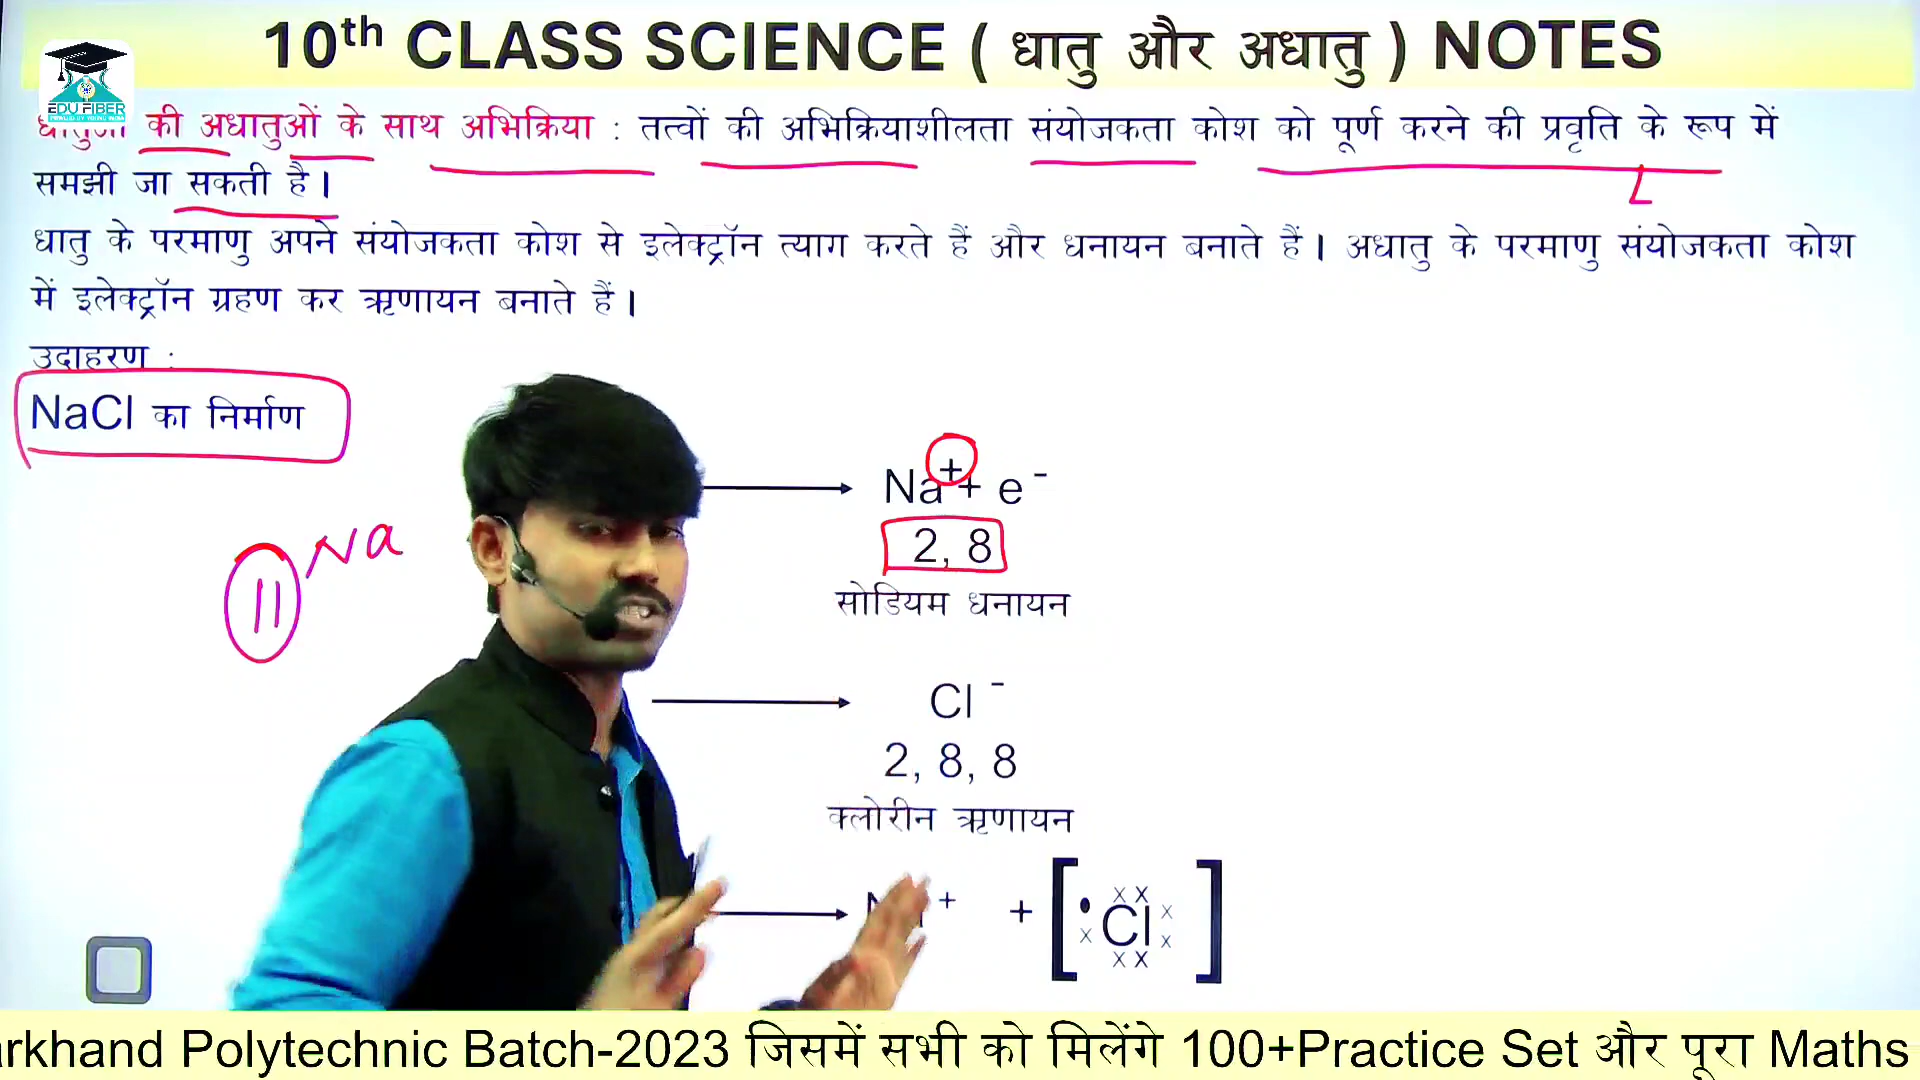 10th CLASS SCIENCE ( धातु और अधातु ) NOTES
EDU FIBER
धातुओं की अधातुओं के साथ अभिक्रिया : तत्वों की अभिक्रियाशीलता संयोजकता कोश को पूर्ण करने की प्रवृति के रूप में
समझी जा सकती है।
धातु के परमाणु अपने संयोजकता कोश से इलेक्ट्रॉन त्याग करते हैं और धनायन बनाते हैं। अधातु के परमाणु संयोजकता कोश
में इलेक्ट्रॉन ग्रहण कर ऋणायन बनाते हैं।
उदाहरण :
NaCl का निर्माण
Na + + e -
11 Na
2, 8
सोडियम धनायन
Cl -
2, 8, 8
क्लोरीन ऋणायन
+ + [ Cl ]
arkhand Polytechnic Batch-2023 जिसमें सभी को मिलेंगे 100+Practice Set और पूरा Maths